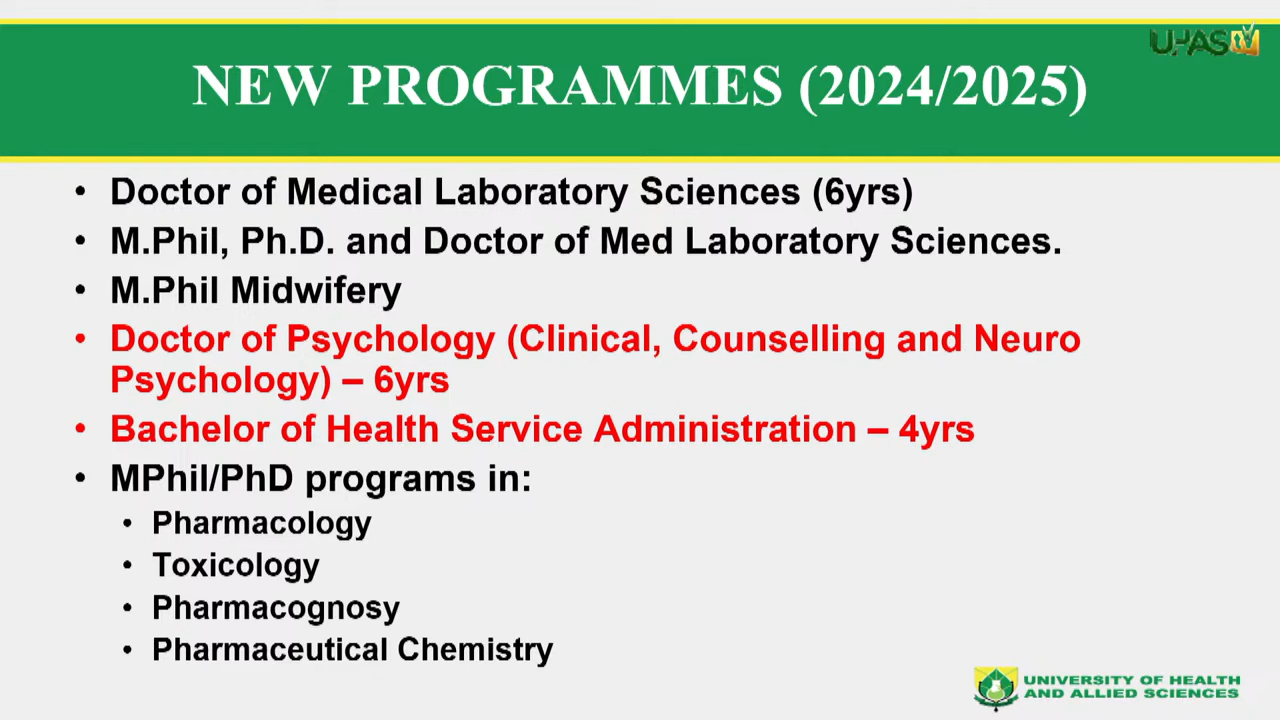 UHAS TV
NEW PROGRAMMES (2024/2025)
• Doctor of Medical Laboratory Sciences (6yrs)
• M.Phil, Ph.D. and Doctor of Med Laboratory Sciences.
• M.Phil Midwifery
• Doctor of Psychology (Clinical, Counselling and Neuro
Psychology) – 6yrs
• Bachelor of Health Service Administration – 4yrs
• MPhil/PhD programs in:
• Pharmacology
• Toxicology
• Pharmacognosy
• Pharmaceutical Chemistry
UNIVERSITY OF HEALTH
AND ALLIED SCIENCES